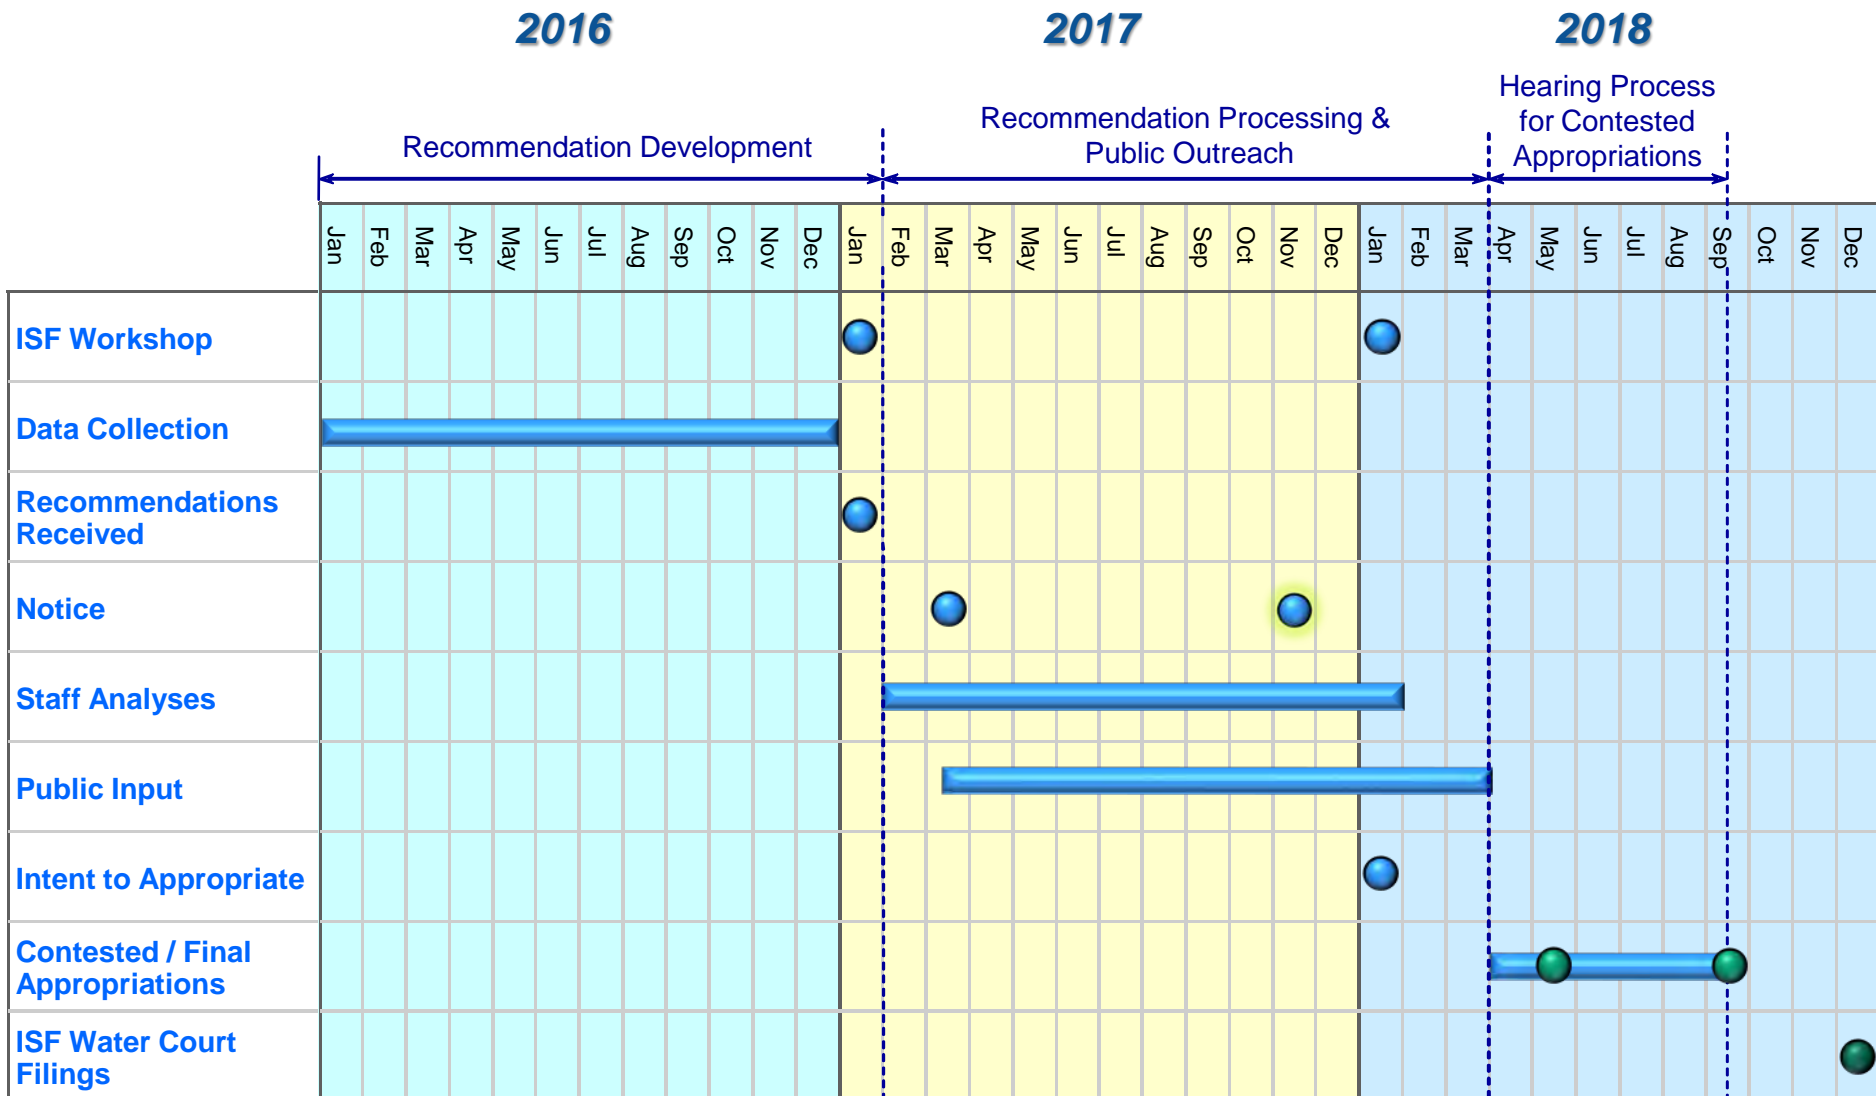 2016
2017
2018
Recommendation Development
Recommendation Processing &
Public Outreach
Hearing Process
for Contested
Appropriations
Jan Feb Mar Apr May Jun Jul Aug Sep Oct Nov Dec Jan Feb Mar Apr May Jun Jul Aug Sep Oct Nov Dec Jan Feb Mar Apr May Jun Jul Aug Sep Oct Nov Dec
ISF Workshop
Data Collection
Recommendations
Received
Notice
Staff Analyses
Public Input
Intent to Appropriate
Contested / Final
Appropriations
ISF Water Court
Filings